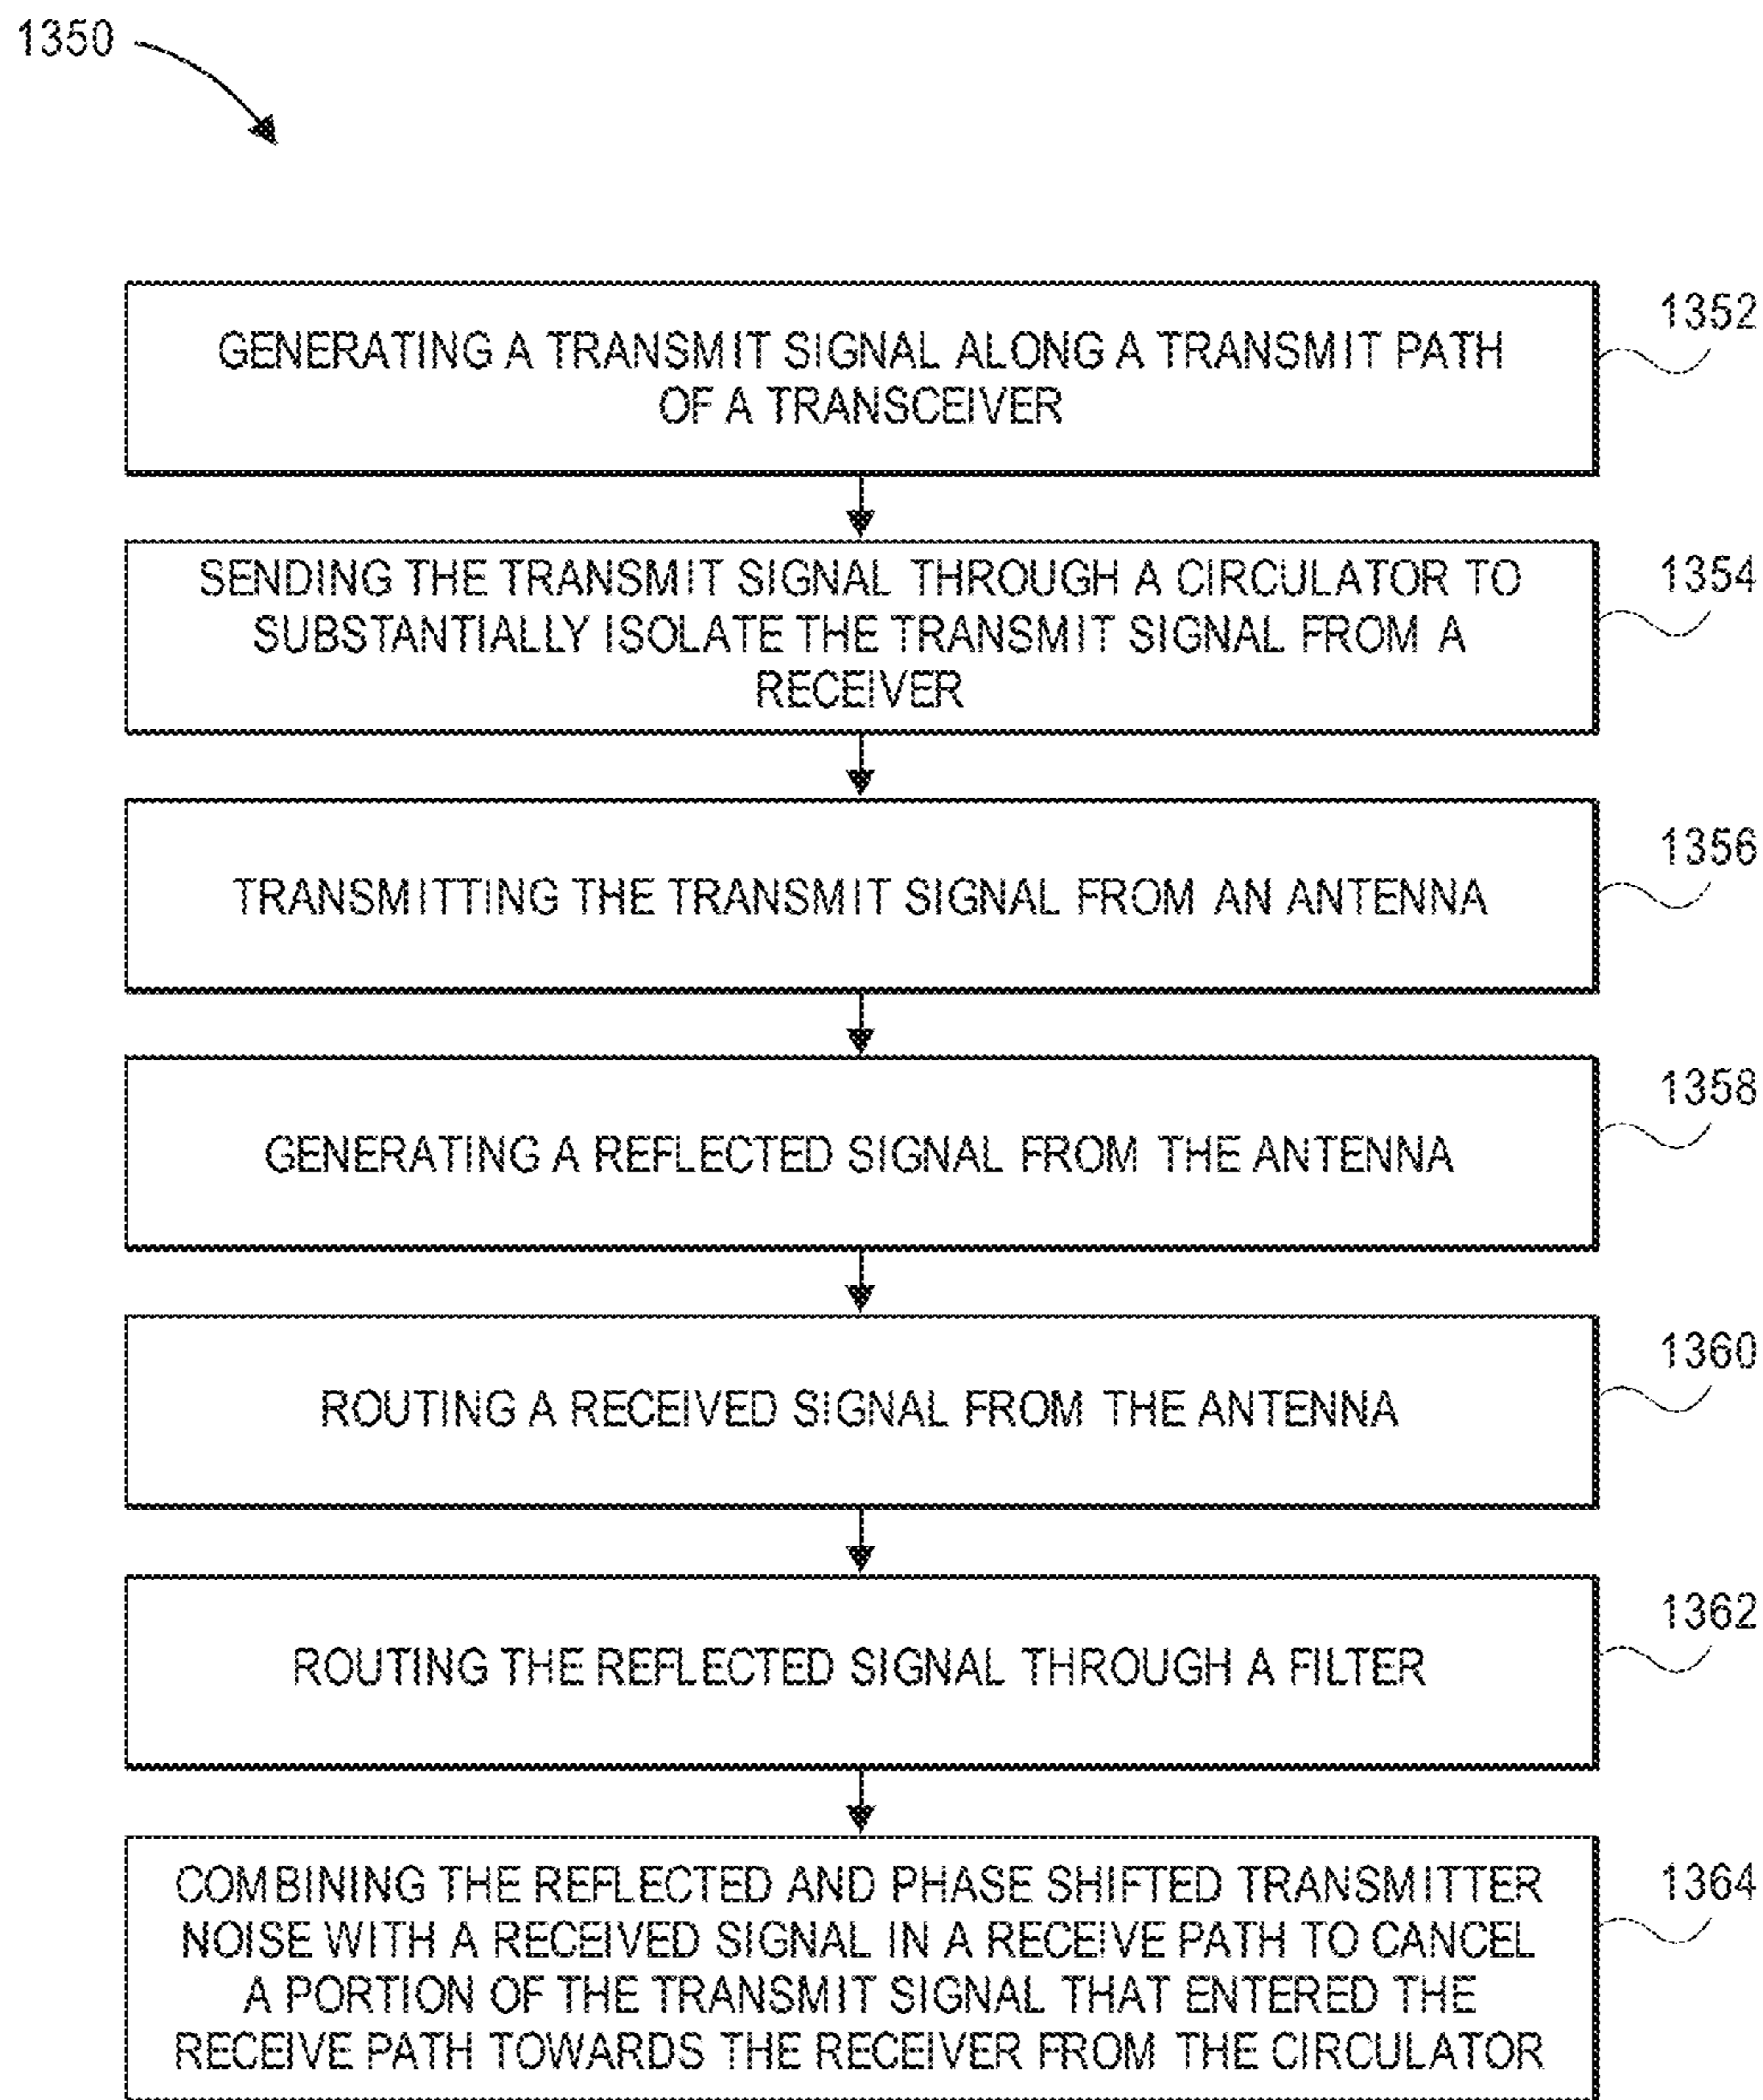 1350
GENERATING A TRANSMIT SIGNAL ALONG A TRANSMIT PATH
OF A TRANSCEIVER
1352
SENDING THE TRANSMIT SIGNAL THROUGH A CIRCULATOR TO
SUBSTANTIALLY ISOLATE THE TRANSMIT SIGNAL FROM A
RECEIVER
1354
TRANSMITTING THE TRANSMIT SIGNAL FROM AN ANTENNA
1356
GENERATING A REFLECTED SIGNAL FROM THE ANTENNA
1358
ROUTING A RECEIVED SIGNAL FROM THE ANTENNA
1360
ROUTING THE REFLECTED SIGNAL THROUGH A FILTER
1362
COMBINING THE REFLECTED AND PHASE SHIFTED TRANSMITTER
NOISE WITH A RECEIVED SIGNAL IN A RECEIVE PATH TO CANCEL
A PORTION OF THE TRANSMIT SIGNAL THAT ENTERED THE
RECEIVE PATH TOWARDS THE RECEIVER FROM THE CIRCULATOR
1364